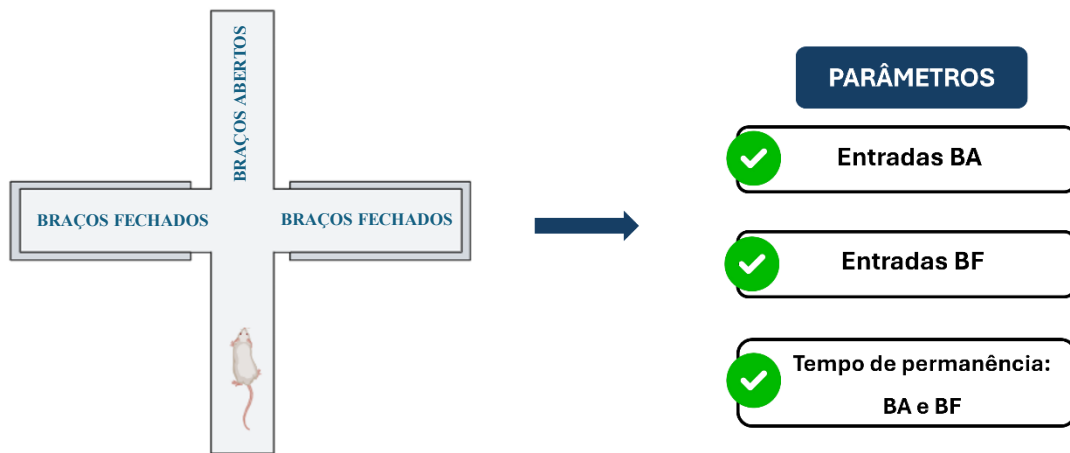 BRAÇOS ABERTOS
BRAÇOS FECHADOS
BRAÇOS FECHADOS
PARÂMETROS
Entradas BA
Entradas BF
Tempo de permanência:
BA e BF